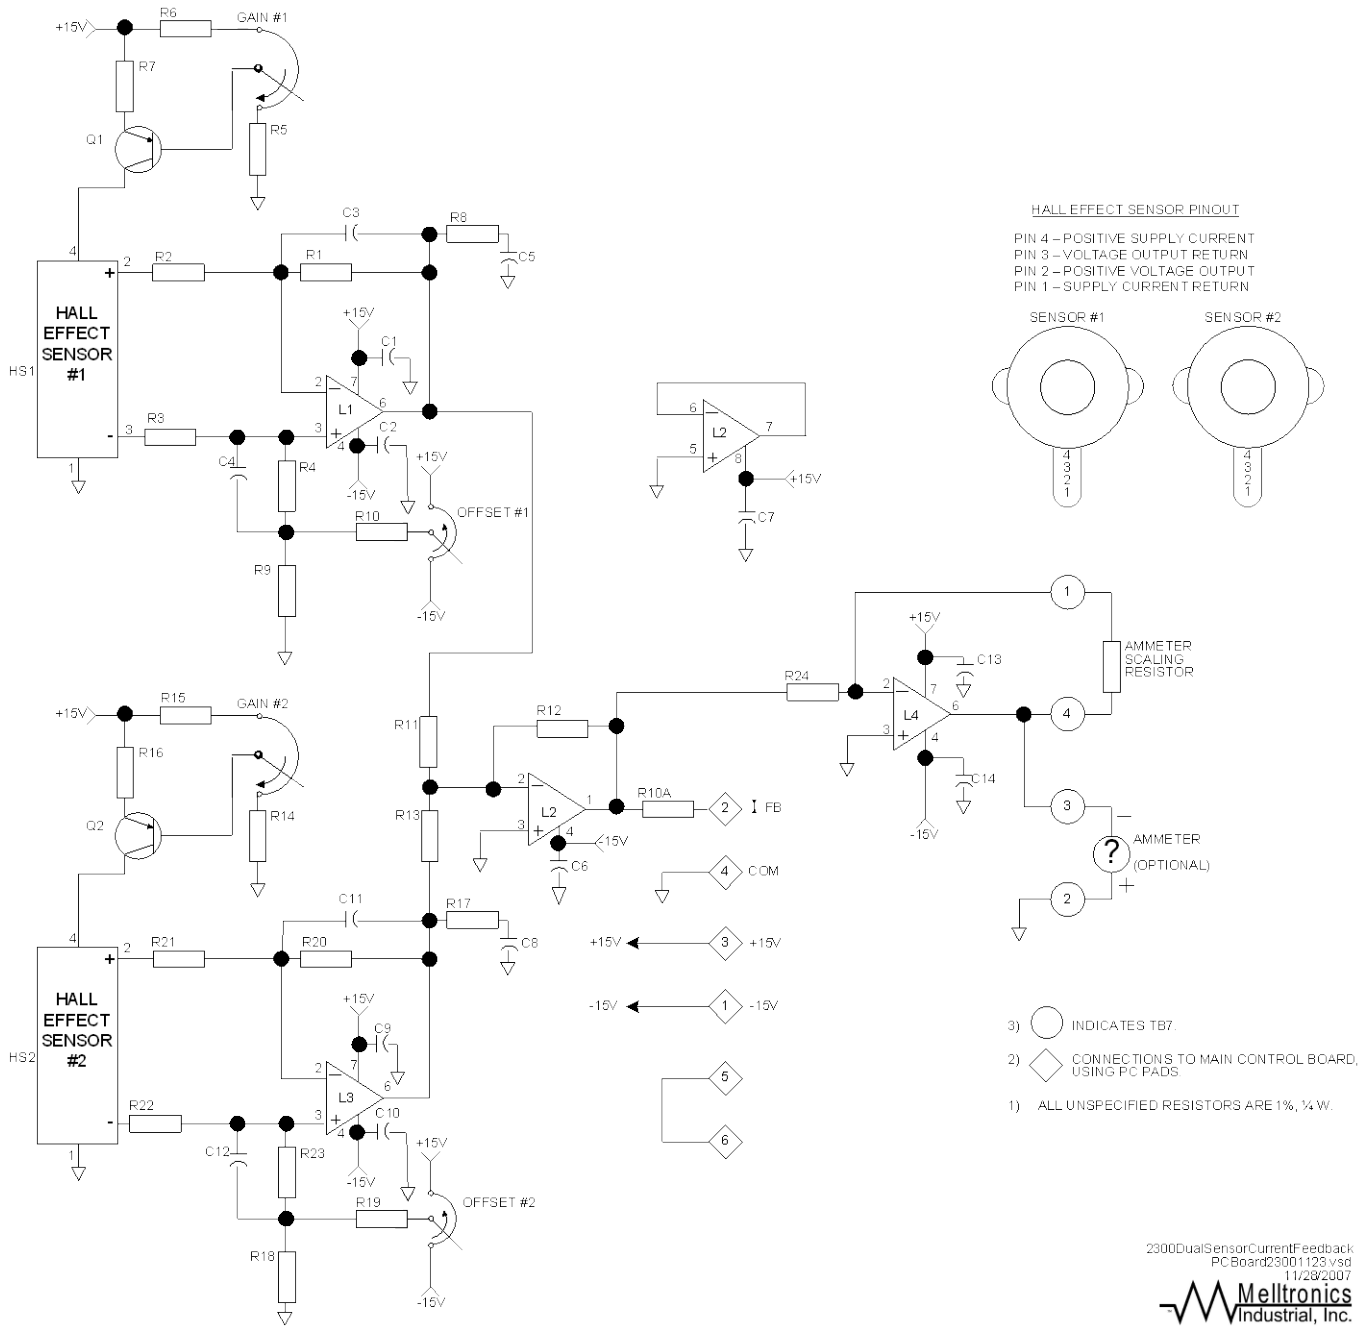 R6
GAIN #1
+15V
R7
Q1
R5
C3
R8
4
2
R2
R1
C5
+
HALL
EFFECT
SENSOR
#1
HS1
+15V
C1
2
7
L1
6
3
4
C2
-
3
R3
C4
R4
+15V
-15V
1
R10
OFFSET #1
R9
-15V
HALL EFFECT SENSOR PINOUT
PIN 4 – POSITIVE SUPPLY CURRENT
PIN 3 – VOLTAGE OUTPUT RETURN
PIN 2 – POSITIVE VOLTAGE OUTPUT
PIN 1 – SUPPLY CURRENT RETURN
SENSOR #1
SENSOR #2
4
3
2
1
4
3
2
1
6
L2
7
5
8
+15V
C7
1
AMMETER
SCALING
RESISTOR
4
+15V
C13
R24
2
7
L4
6
3
4
C14
-15V
3
AMMETER
?
(OPTIONAL)
2
R15
GAIN #2
+15V
R16
Q2
R14
R11
R12
R13
2
L2
1
3
4
-15V
C6
R10A
2
I FB
4
COM
+15V
3
+15V
-15V
1
-15V
5
6
C11
R17
4
2
R21
R20
C8
+
HALL
EFFECT
SENSOR
#2
HS2
+15V
C9
2
7
L3
6
3
4
C10
-
R22
C12
R23
+15V
-15V
1
R19
OFFSET #2
R18
-15V
3) INDICATES TB7.
2) CONNECTIONS TO MAIN CONTROL BOARD,
USING PC PADS.
1) ALL UNSPECIFIED RESISTORS ARE 1%, ¼ W.
2300DualSensorCurrentFeedback
PCBoard23001123.vsd
11/28/2007
Melltronics
Industrial, Inc.